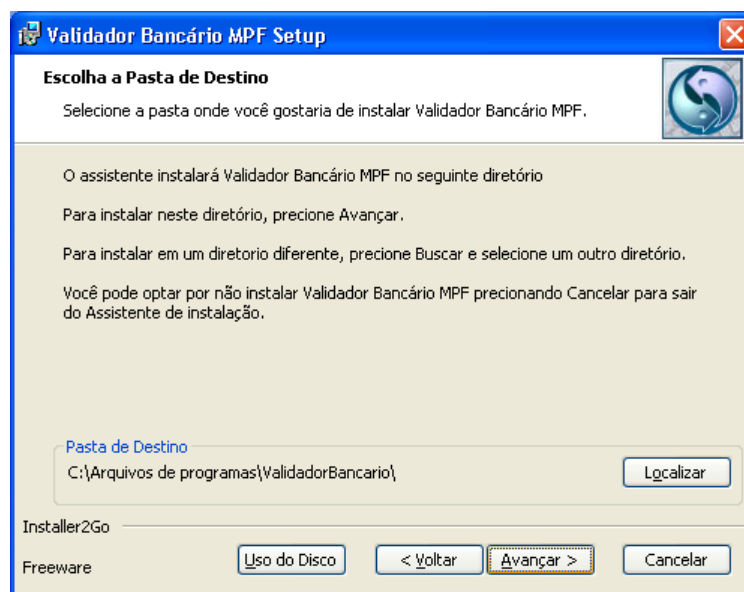 Validador Bancário MPF Setup
Escolha a Pasta de Destino
Selecione a pasta onde você gostaria de instalar Validador Bancário MPF.
O assistente instalará Validador Bancário MPF no seguinte diretório
Para instalar neste diretório, precione Avançar.
Para instalar em um diretorio diferente, precione Buscar e selecione um outro diretório.
Você pode optar por não instalar Validador Bancário MPF precionando Cancelar para sair
do Assistente de instalação.
Pasta de Destino
C:\Arquivos de programas\ValidadorBancario\
Localizar
Installer2Go
Freeware
Uso do Disco
< Voltar
Avançar >
Cancelar